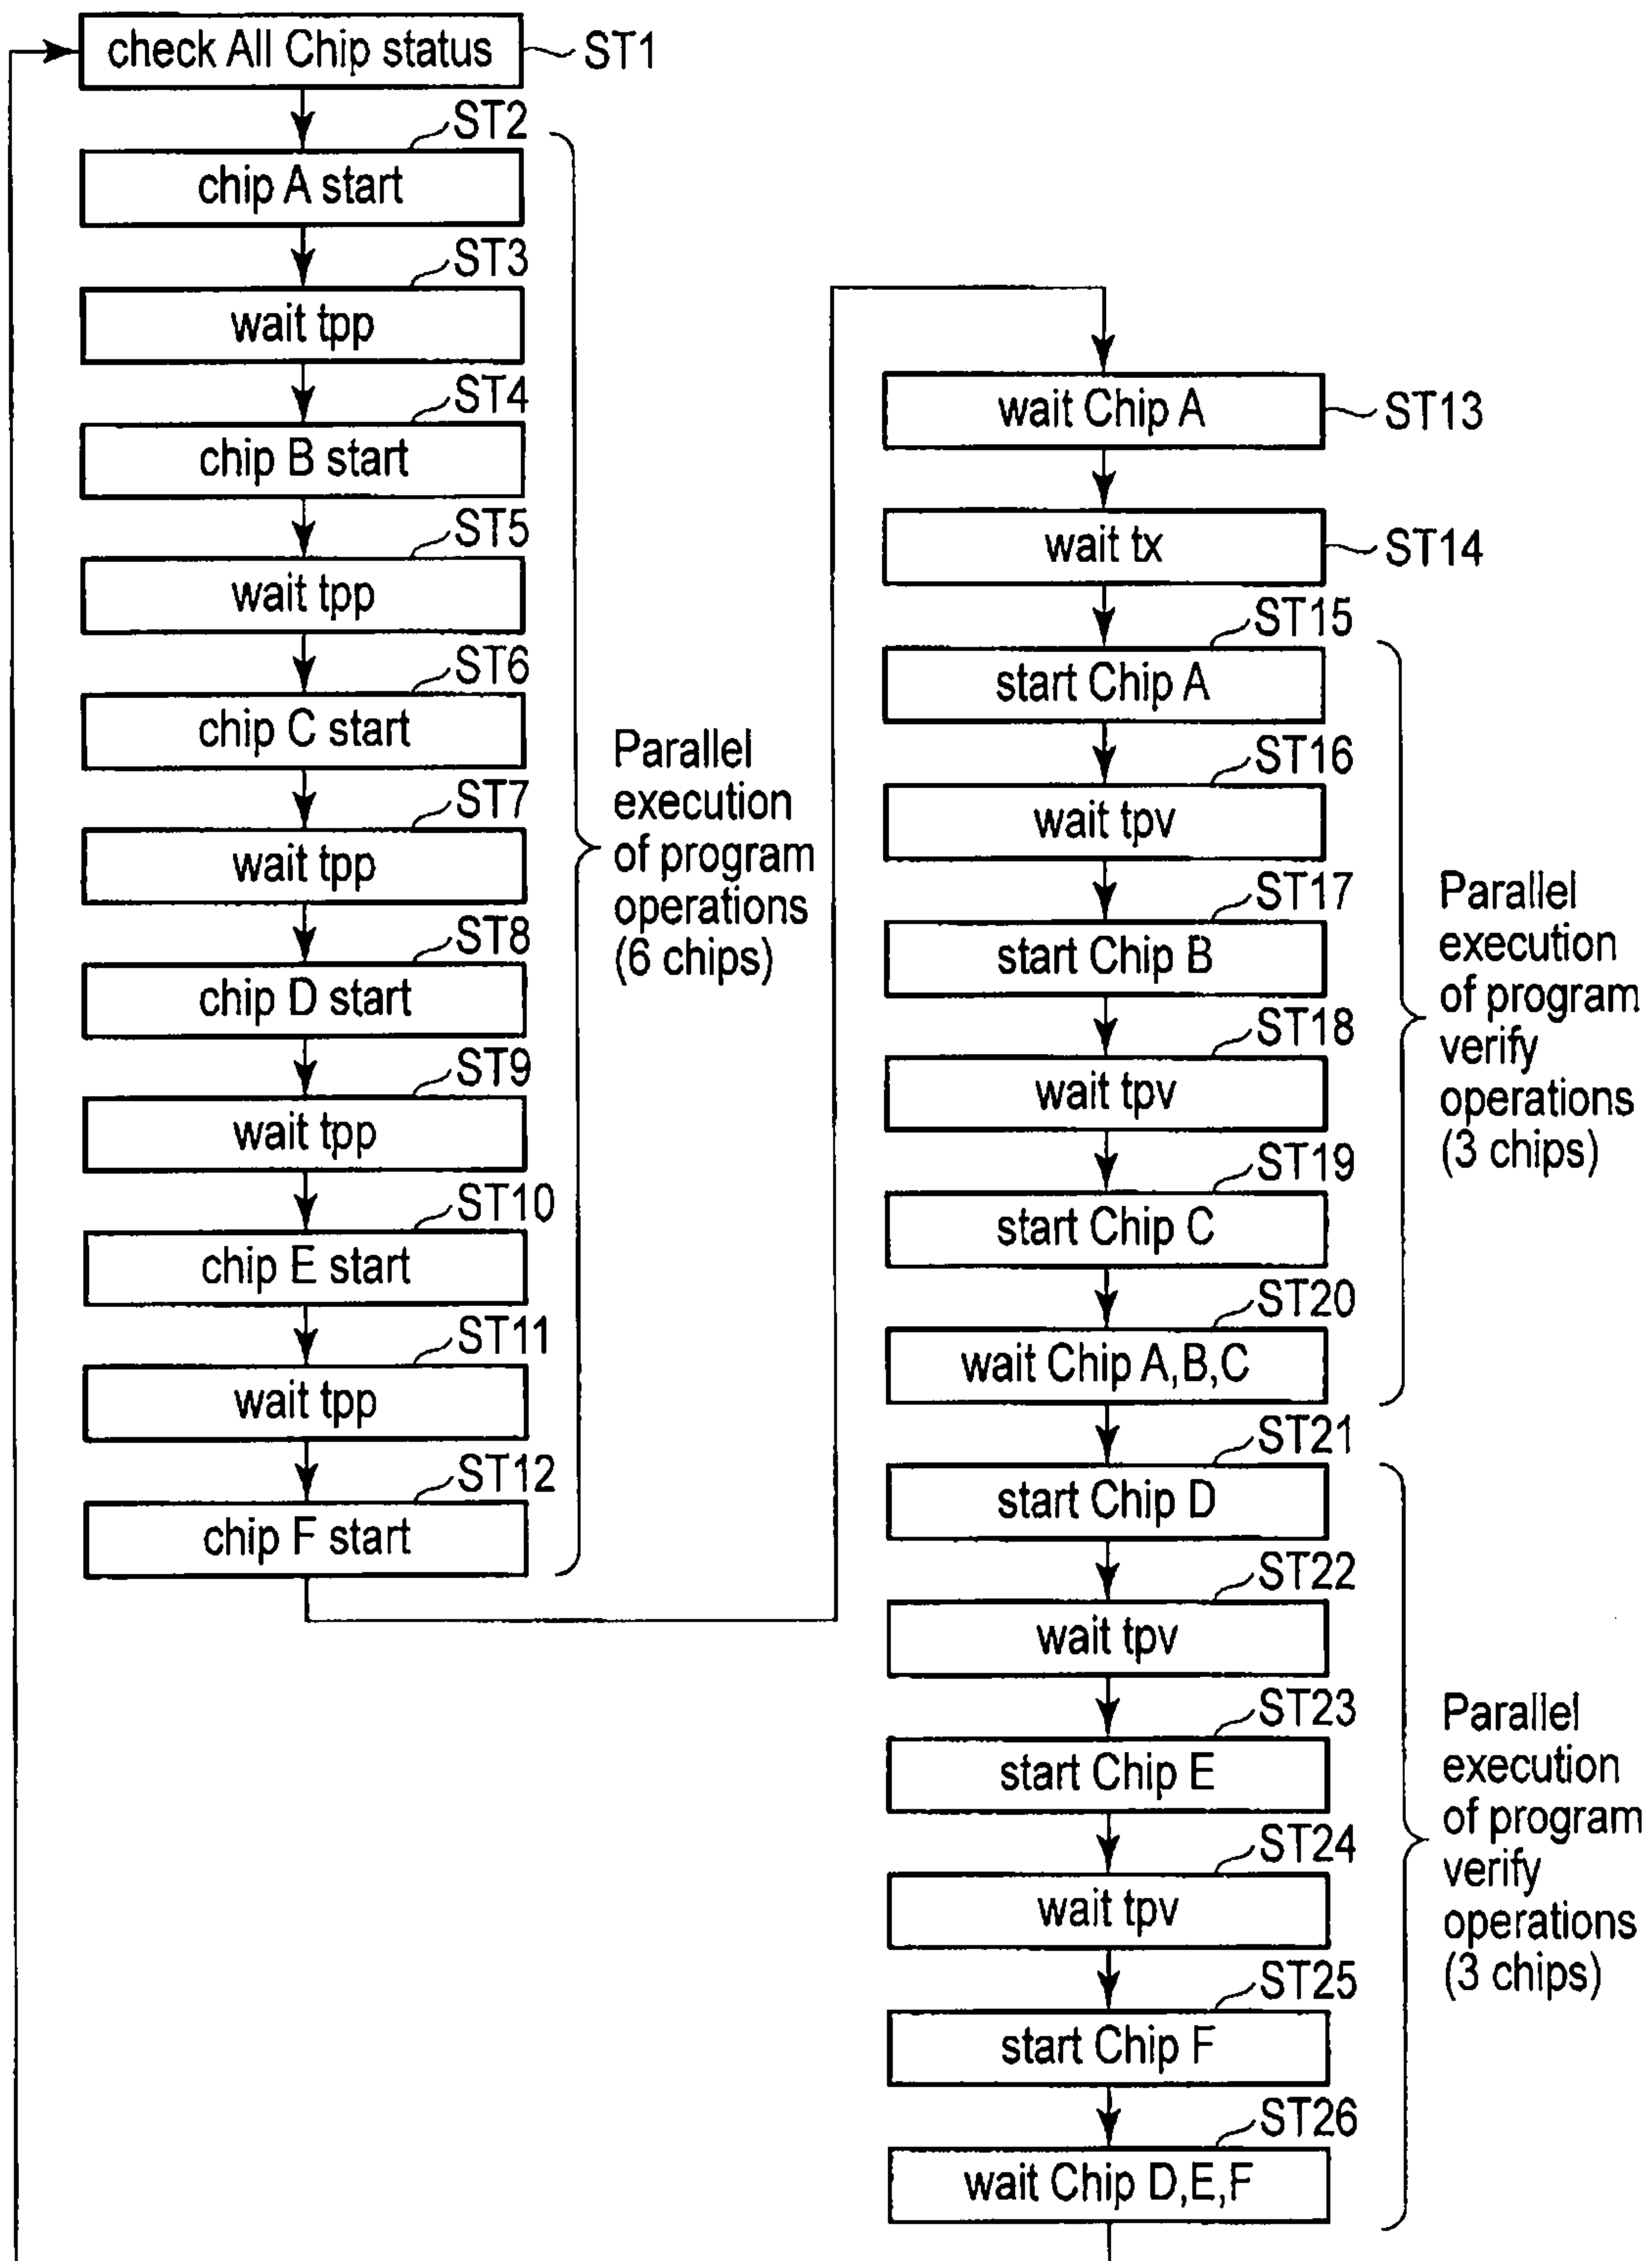 check All Chip status
ST1
ST2
chip A start
ST3
wait tpp
ST4
chip B start
ST5
wait tpp
ST6
chip C start
ST7
wait tpp
ST8
chip D start
ST9
wait tpp
ST10
chip E start
ST11
wait tpp
ST12
chip F start
Parallel
execution
of program
operations
(6 chips)
wait Chip A
ST13
wait tx
ST14
ST15
start Chip A
ST16
wait tpv
ST17
start Chip B
ST18
wait tpv
ST19
start Chip C
ST20
wait Chip A,B,C
Parallel
execution
of program
verify
operations
(3 chips)
ST21
start Chip D
ST22
wait tpv
ST23
start Chip E
ST24
wait tpv
ST25
start Chip F
ST26
wait Chip D,E,F
Parallel
execution
of program
verify
operations
(3 chips)